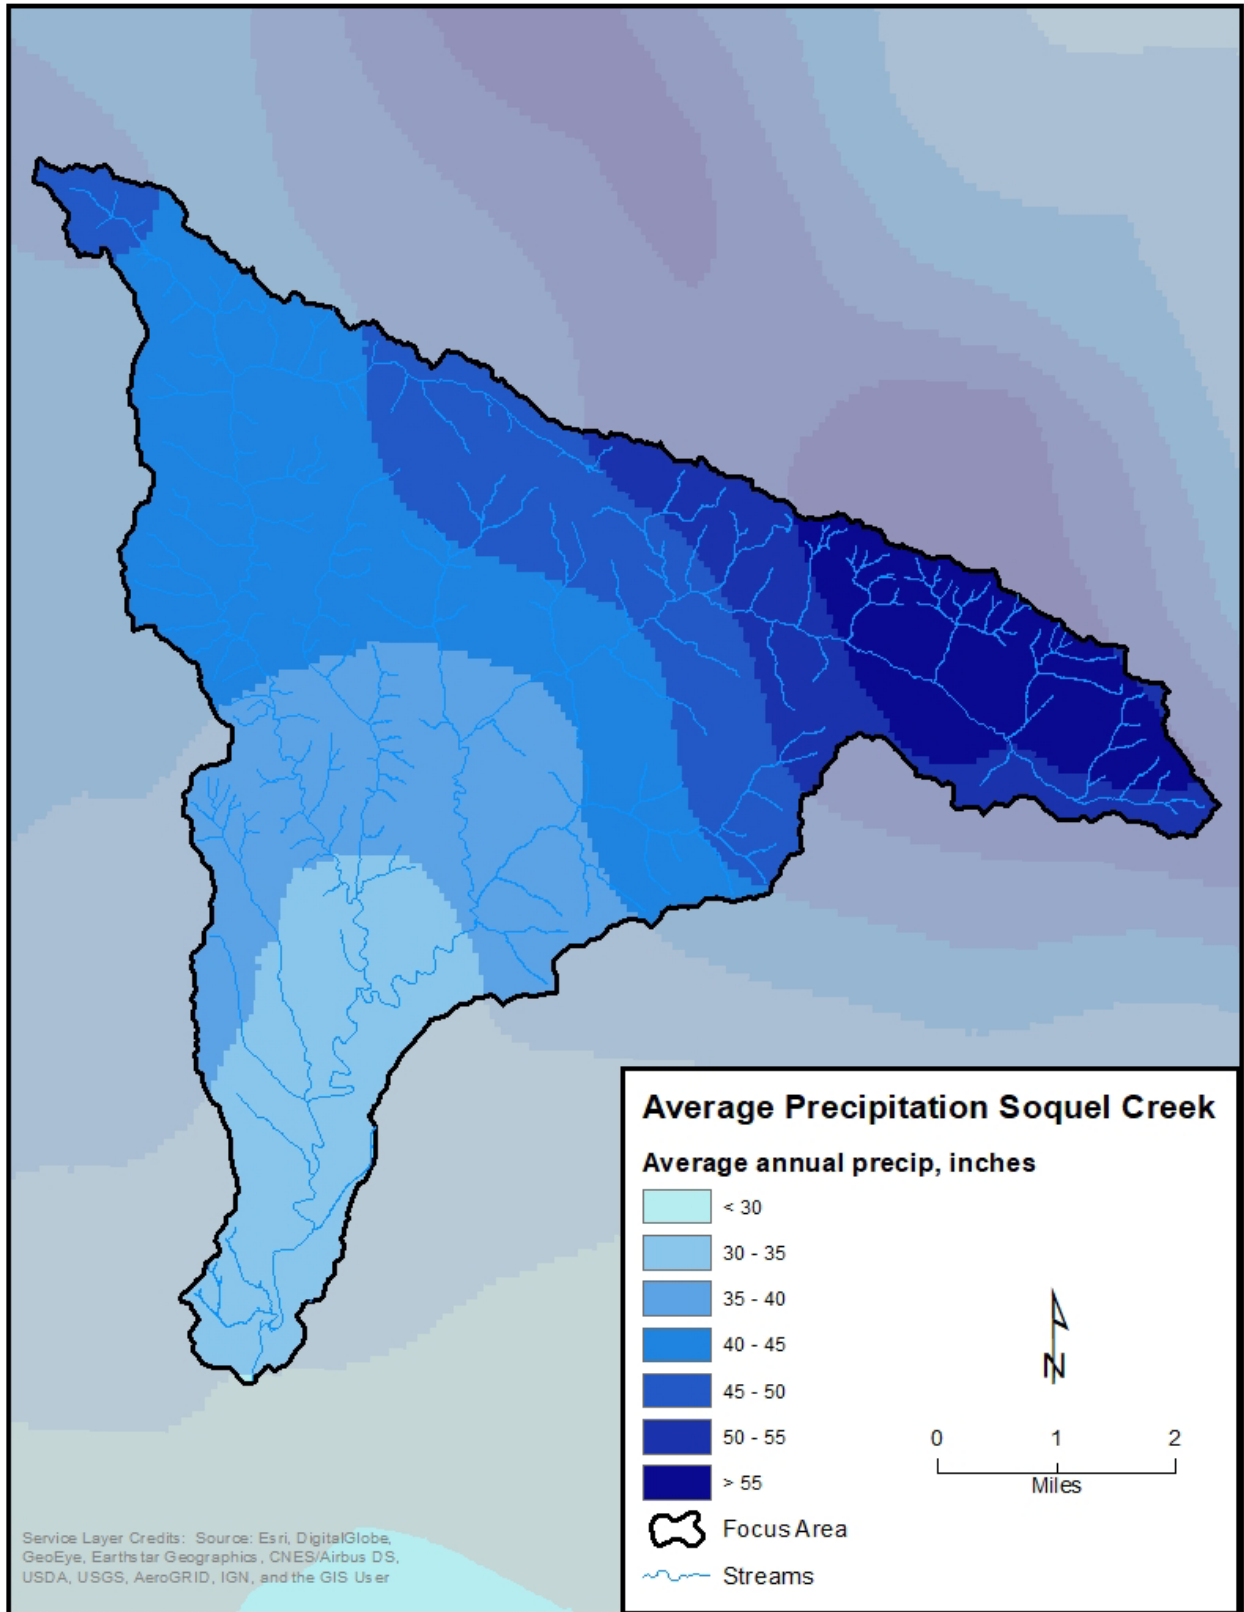 Average Precipitation Soquel Creek
Average annual precip, inches
< 30
30 - 35
35 - 40
40 - 45
45 - 50
50 - 55
> 55
Focus Area
Streams
N
0 1 2
Miles
Service Layer Credits: Source: Esri, DigitalGlobe,
GeoEye, Earthstar Geographics, CNES/Airbus DS,
USDA, USGS, AeroGRID, IGN, and the GIS User